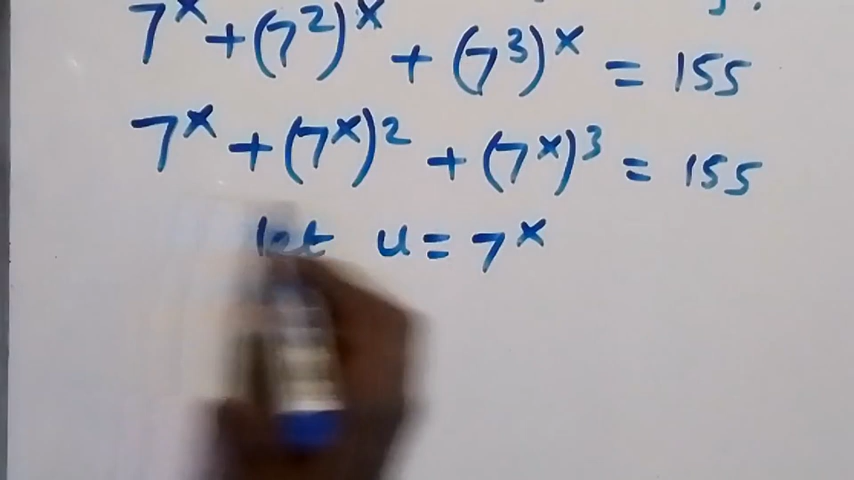 7^x + (7^2)^x + (7^3)^x = 155
7^x + (7^x)^2 + (7^x)^3 = 155
let u = 7^x